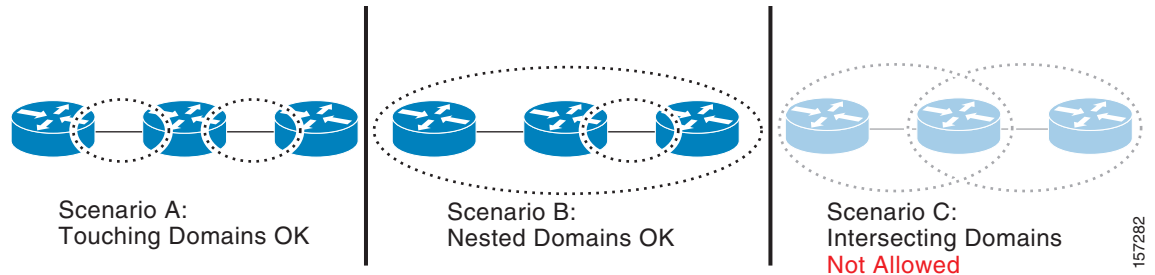 Scenario A:
Touching Domains OK
Scenario B:
Nested Domains OK
Scenario C:
Intersecting Domains
Not Allowed
157282